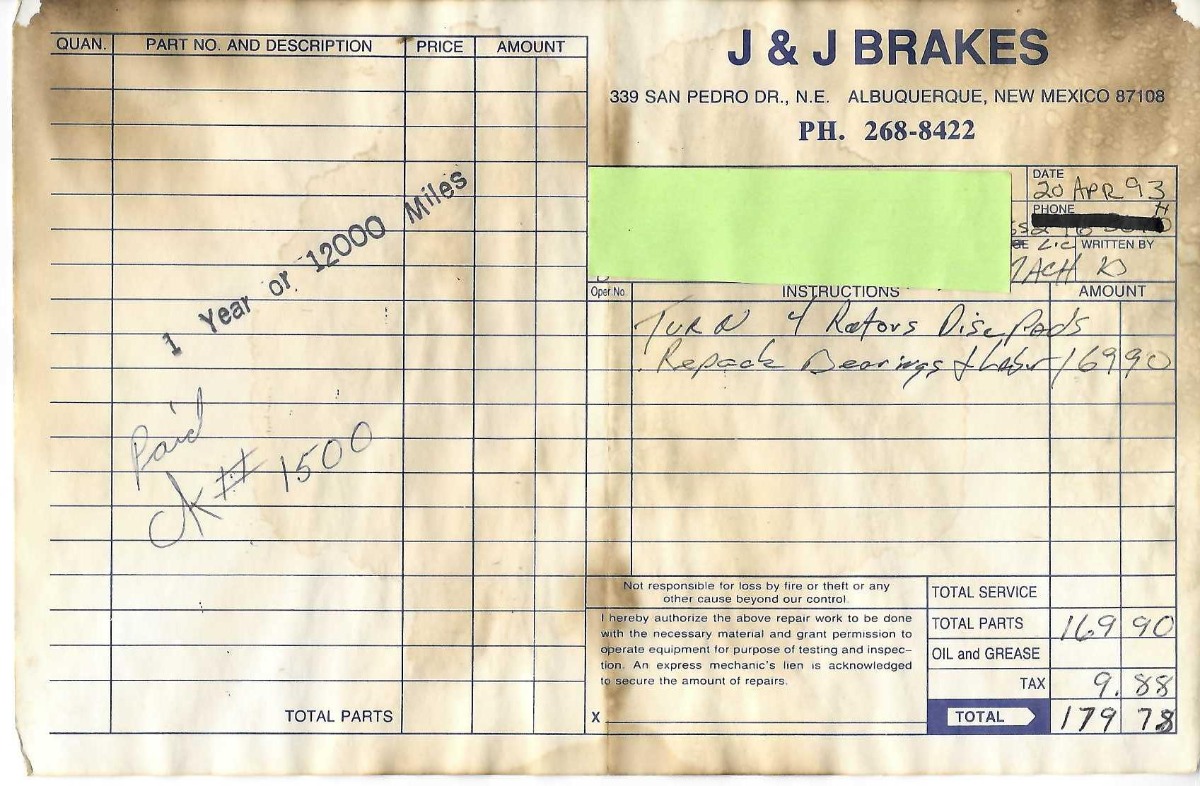 J & J BRAKES
339 SAN PEDRO DR., N.E. ALBUQUERQUE, NEW MEXICO 87108
PH. 268-8422
QUAN. PART NO. AND DESCRIPTION PRICE AMOUNT
1 Year or 12000 Miles
Paid
CK # 1500
TOTAL PARTS
DATE
20 APR 93
PHONE H
Lic WRITTEN BY
Oper.No. INSTRUCTIONS AMOUNT
TURN 4 Rotors Disc Pads
Repack Bearings & Labor 169 90
Not responsible for loss by fire or theft or any
other cause beyond our control.
I hereby authorize the above repair work to be done
with the necessary material and grant permission to
operate equipment for purpose of testing and inspec-
tion. An express mechanic's lien is acknowledged
to secure the amount of repairs.
X
TOTAL SERVICE
TOTAL PARTS 169 90
OIL and GREASE
TAX 9. 88
TOTAL 179 78